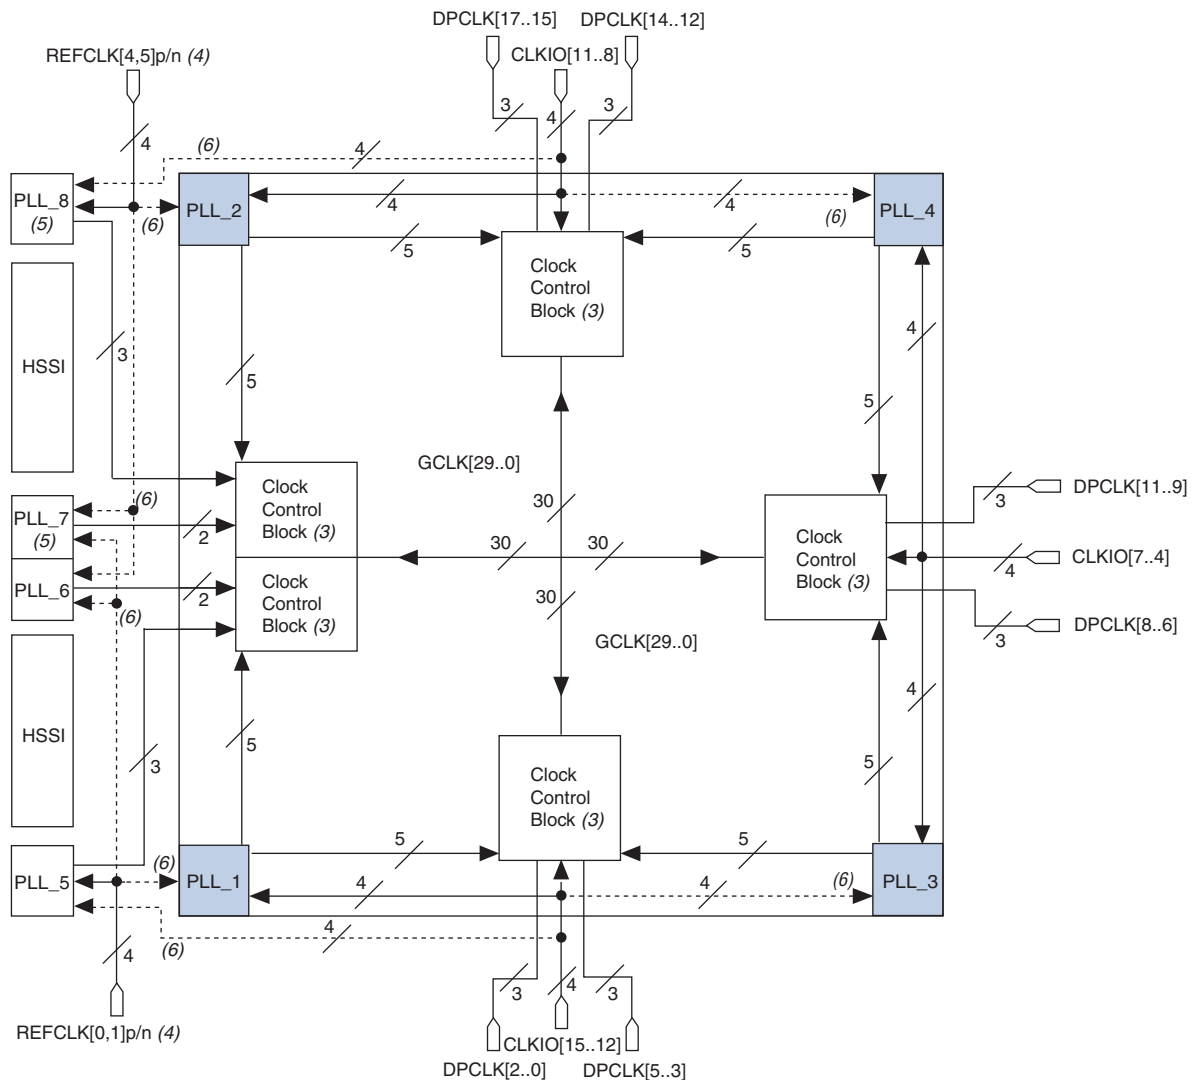 DPCLK[17..15]
DPCLK[14..12]
REFCLK[4,5]p/n (4)
CLKIO[11..8]
3
4
3
4
(6)
4
PLL_8
(5)
(6)
PLL_2
4
4
(6)
PLL_4
5
5
Clock
Control
Block (3)
HSSI
3
5
4
5
GCLK[29..0]
(6)
PLL_7
(5)
2
Clock
Control
Block (3)
30
30
30
30
3
DPCLK[11..9]
Clock
Control
Block (3)
4
CLKIO[7..4]
PLL_6
2
(6)
Clock
Control
Block (3)
GCLK[29..0]
3
DPCLK[8..6]
HSSI
3
5
4
5
Clock
Control
Block (3)
5
5
PLL_5
(6)
PLL_1
4
4
(6)
PLL_3
4
(6)
4
3
4
3
REFCLK[0,1]p/n (4)
CLKIO[15..12]
DPCLK[2..0]
DPCLK[5..3]